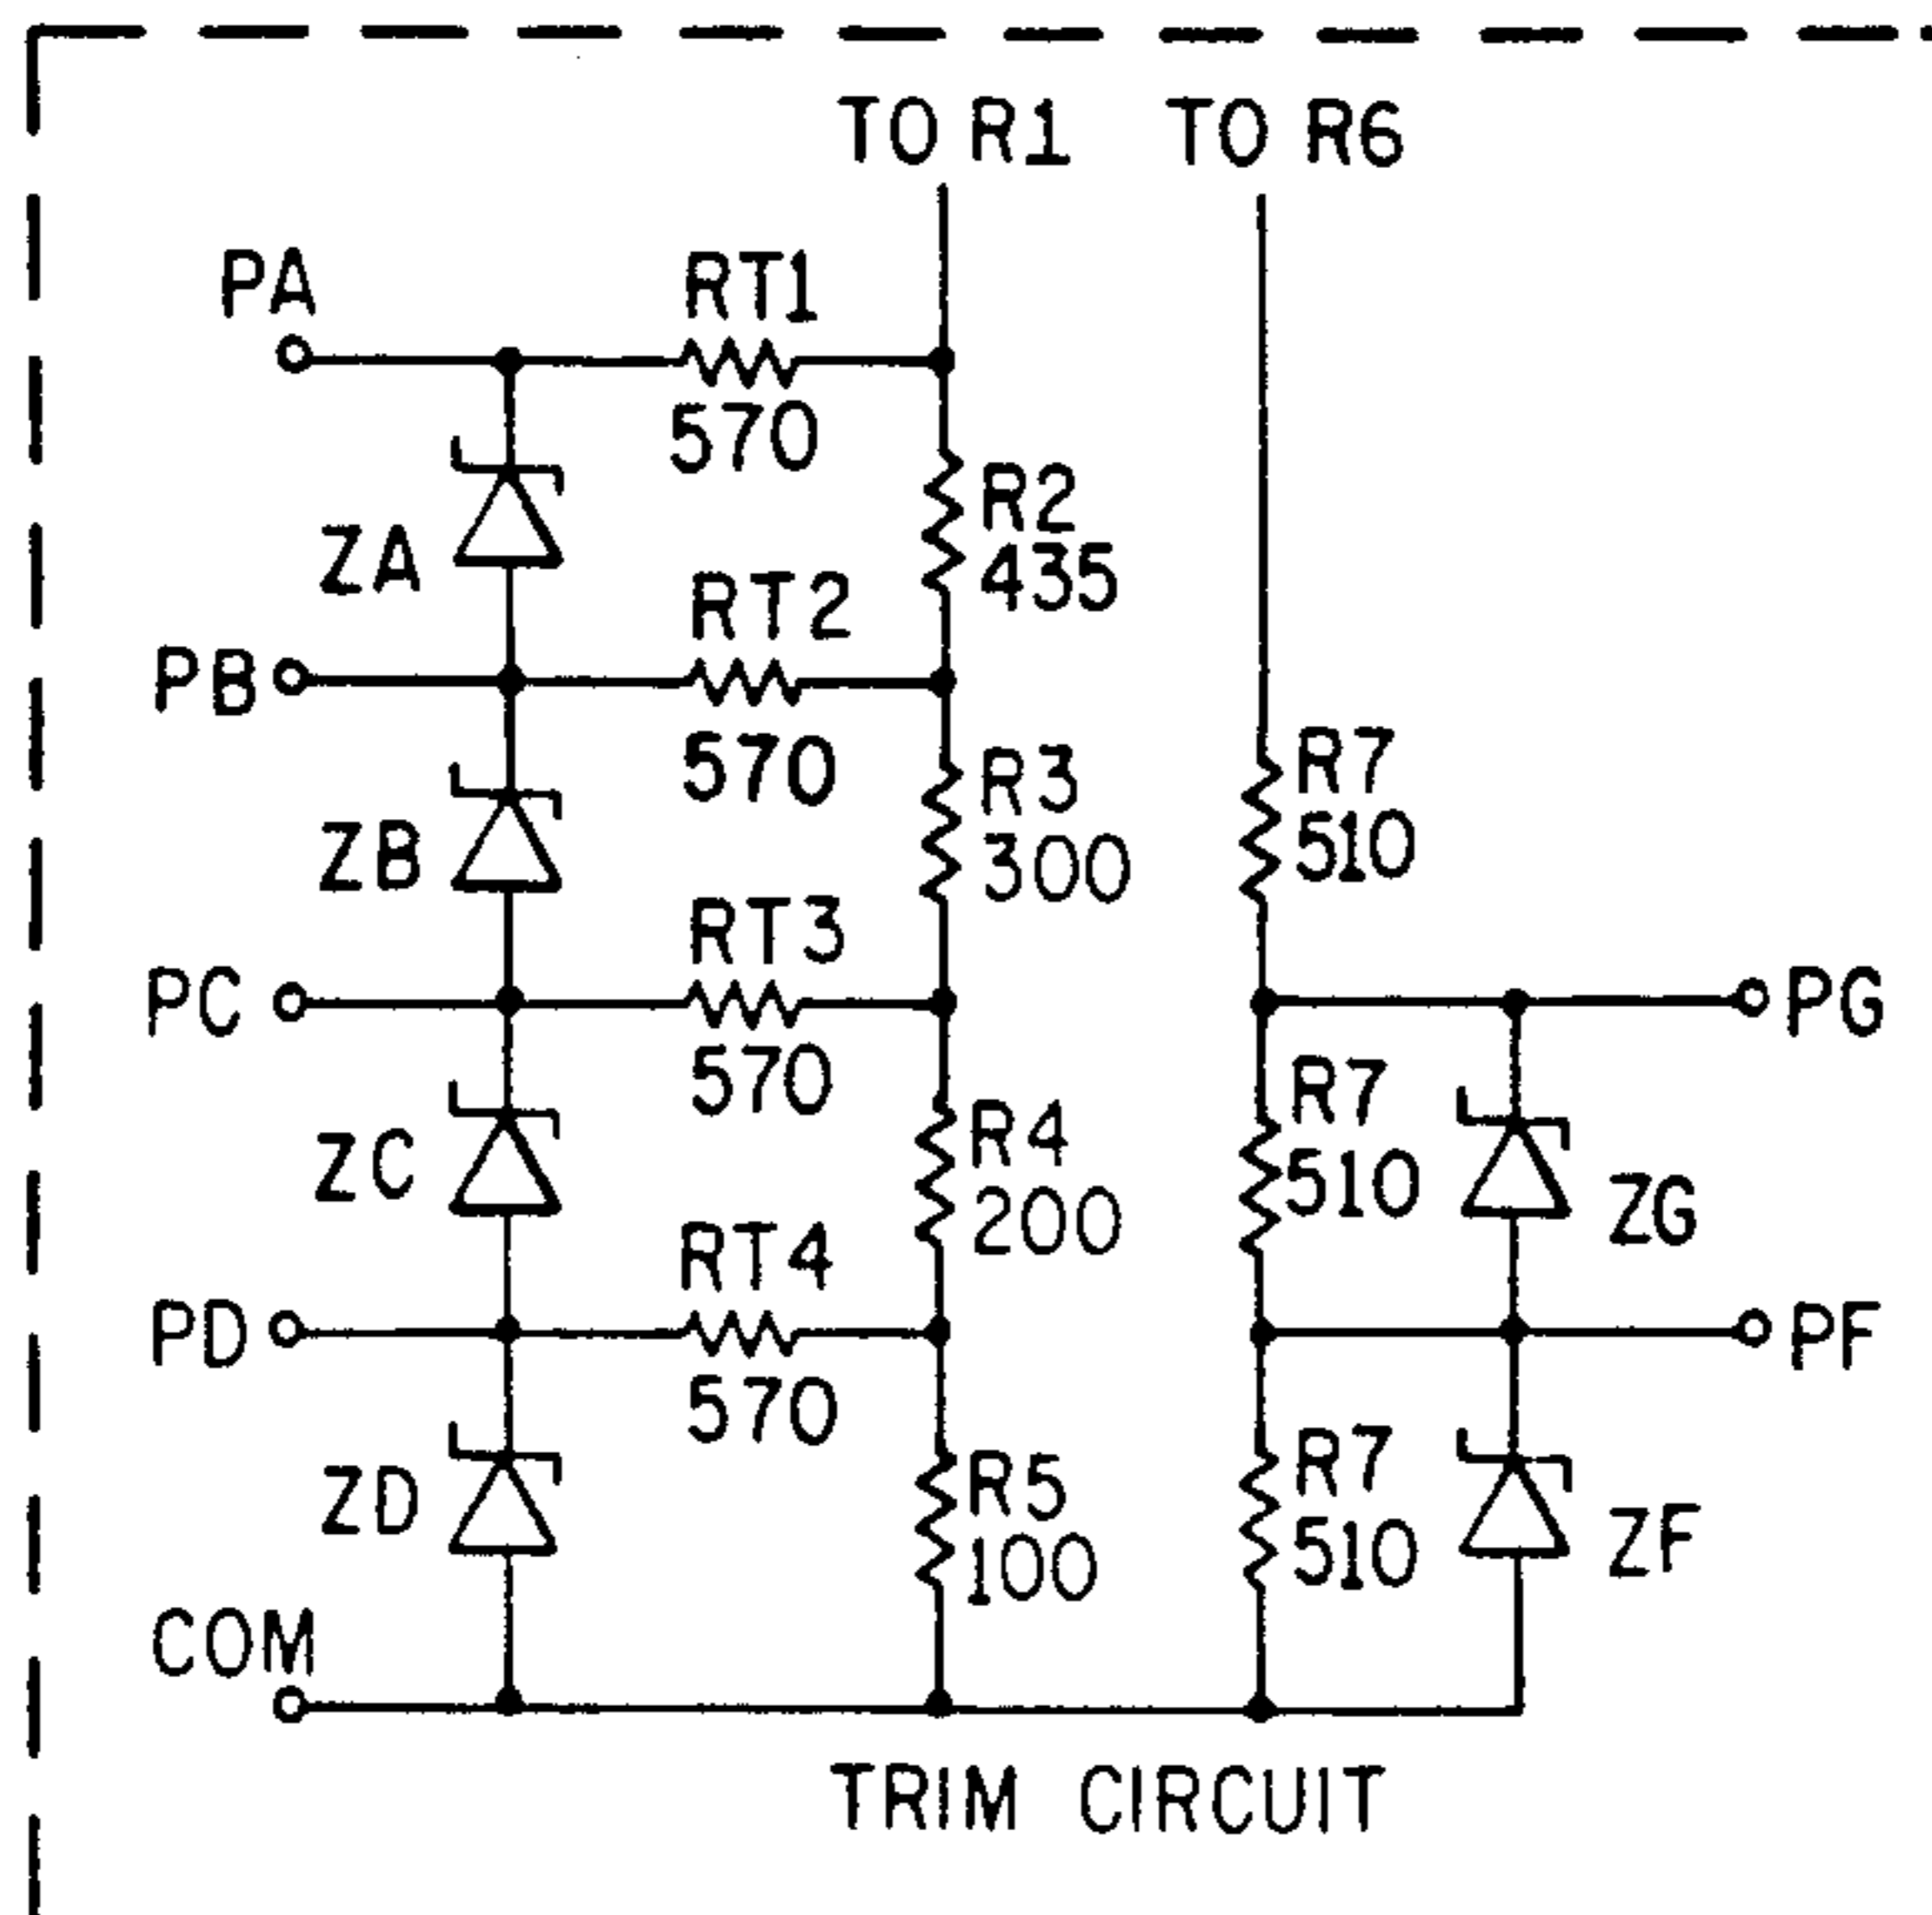 TO R1 TO R6
PA
RT1
570
R2
435
ZA
RT2
PB
570
R3
300
R7
510
ZB
RT3
PC
570
PG
R7
510
R4
200
ZC
ZG
RT4
PD
570
PF
R7
510
R5
100
ZD
ZF
COM
TRIM CIRCUIT